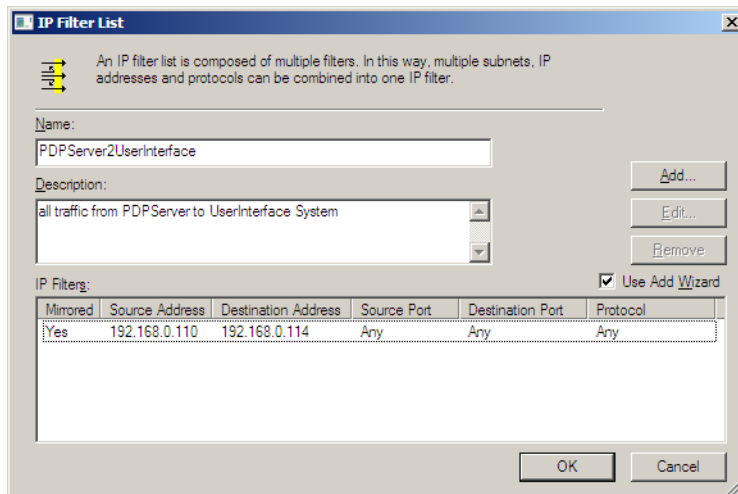 IP Filter List
An IP filter list is composed of multiple filters. In this way, multiple subnets, IP
addresses and protocols can be combined into one IP filter.
Name:
PDPServer2UserInterface
Add...
Description:
all traffic from PDPServer to UserInterface System
Edit...
Remove
IP Filters:
Use Add Wizard
Mirrored Source Address Destination Address Source Port Destination Port Protocol
Yes 192.168.0.110 192.168.0.114 Any Any Any
OK Cancel